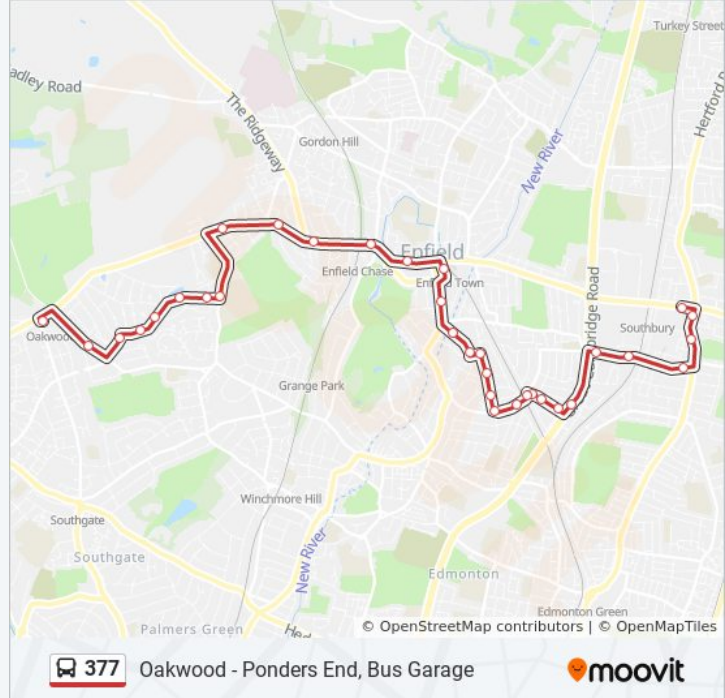 Turkey Street
adley Road
The Ridgeway
Hertford R
Gordon Hill
New River
Enfield
Enfield Chase
Enfield Town
bridge Road
Oakwoo
Southbury
Grange Park
Winchmore Hill
Southgate
Southgate
New River
Edmonton
Edmonton Green
Palmers Green
Hed
© OpenStreetMap contributors | © OpenMapTiles
377 Oakwood - Ponders End, Bus Garage
moovit